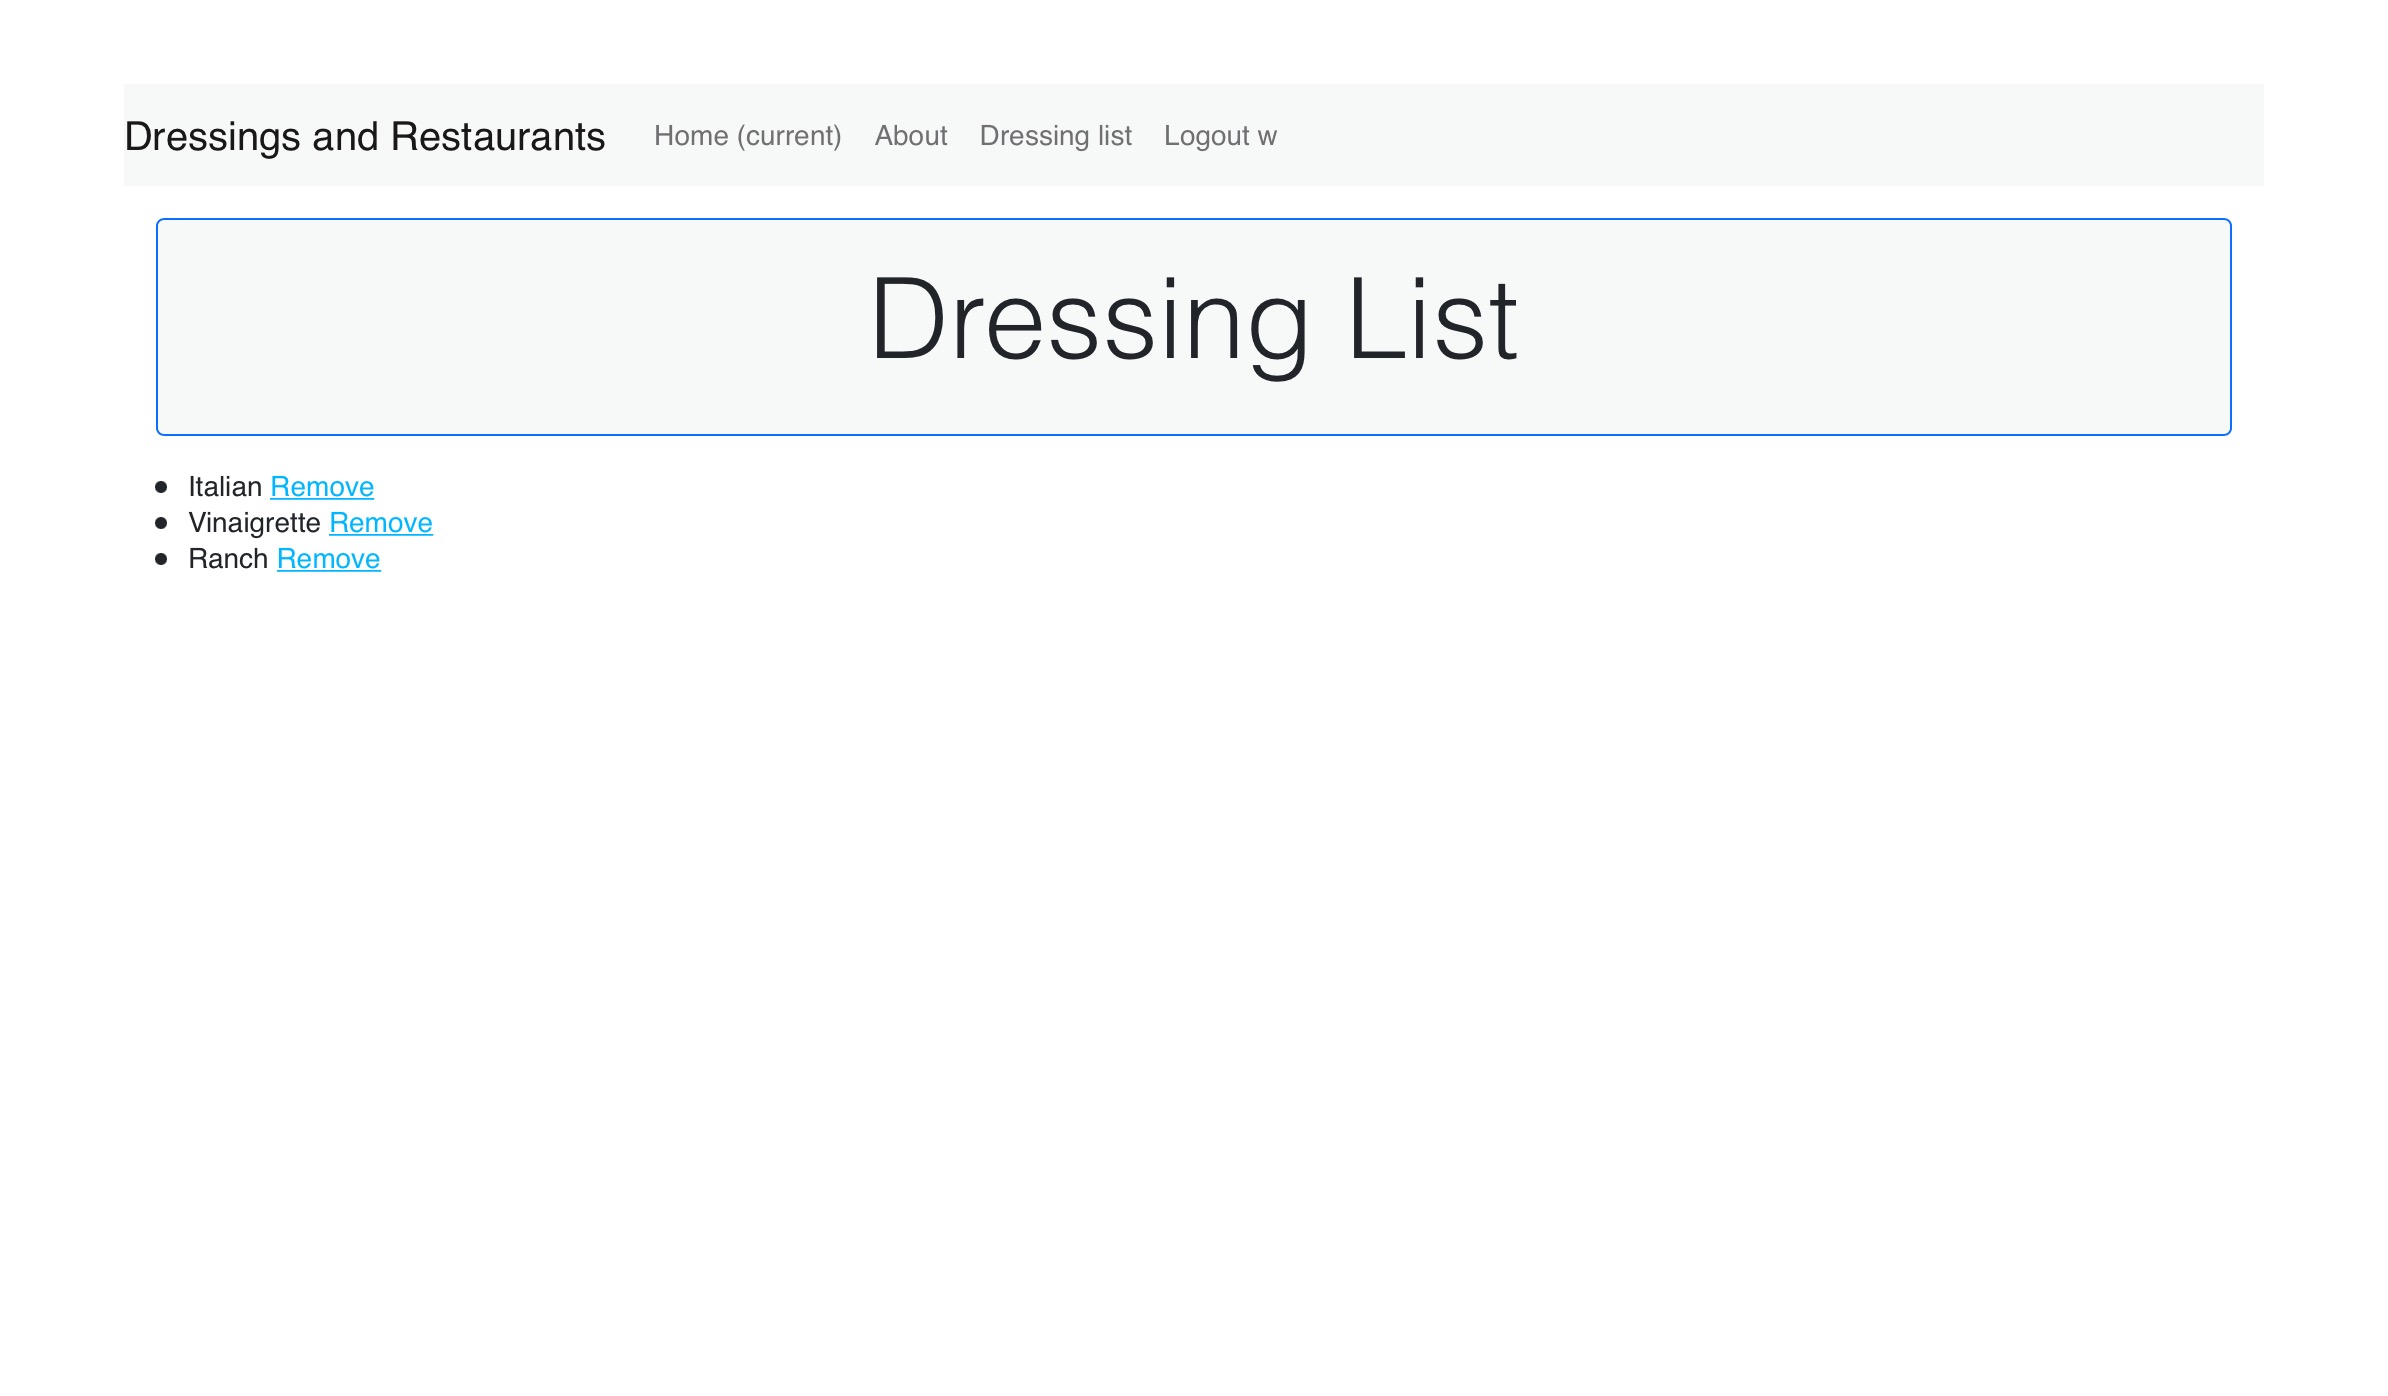 Dressings and Restaurants Home (current) About Dressing list Logout w
Dressing List
Italian Remove
Vinaigrette Remove
Ranch Remove